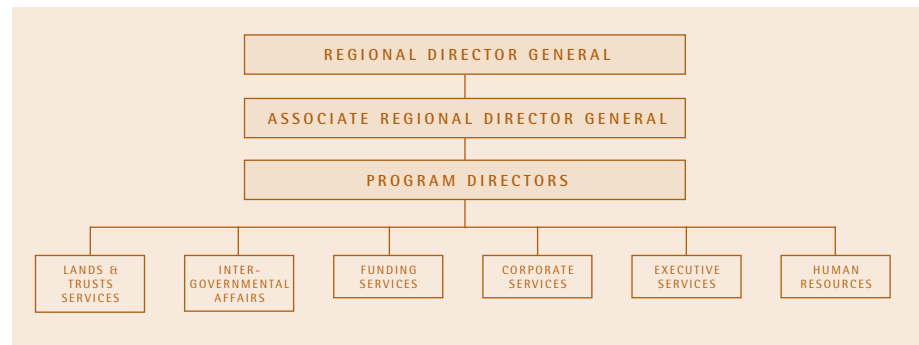 REGIONAL DIRECTOR GENERAL
ASSOCIATE REGIONAL DIRECTOR GENERAL
PROGRAM DIRECTORS
LANDS &
TRUSTS
SERVICES
INTER-
GOVERNMENTAL
AFFAIRS
FUNDING
SERVICES
CORPORATE
SERVICES
EXECUTIVE
SERVICES
HUMAN
RESOURCES